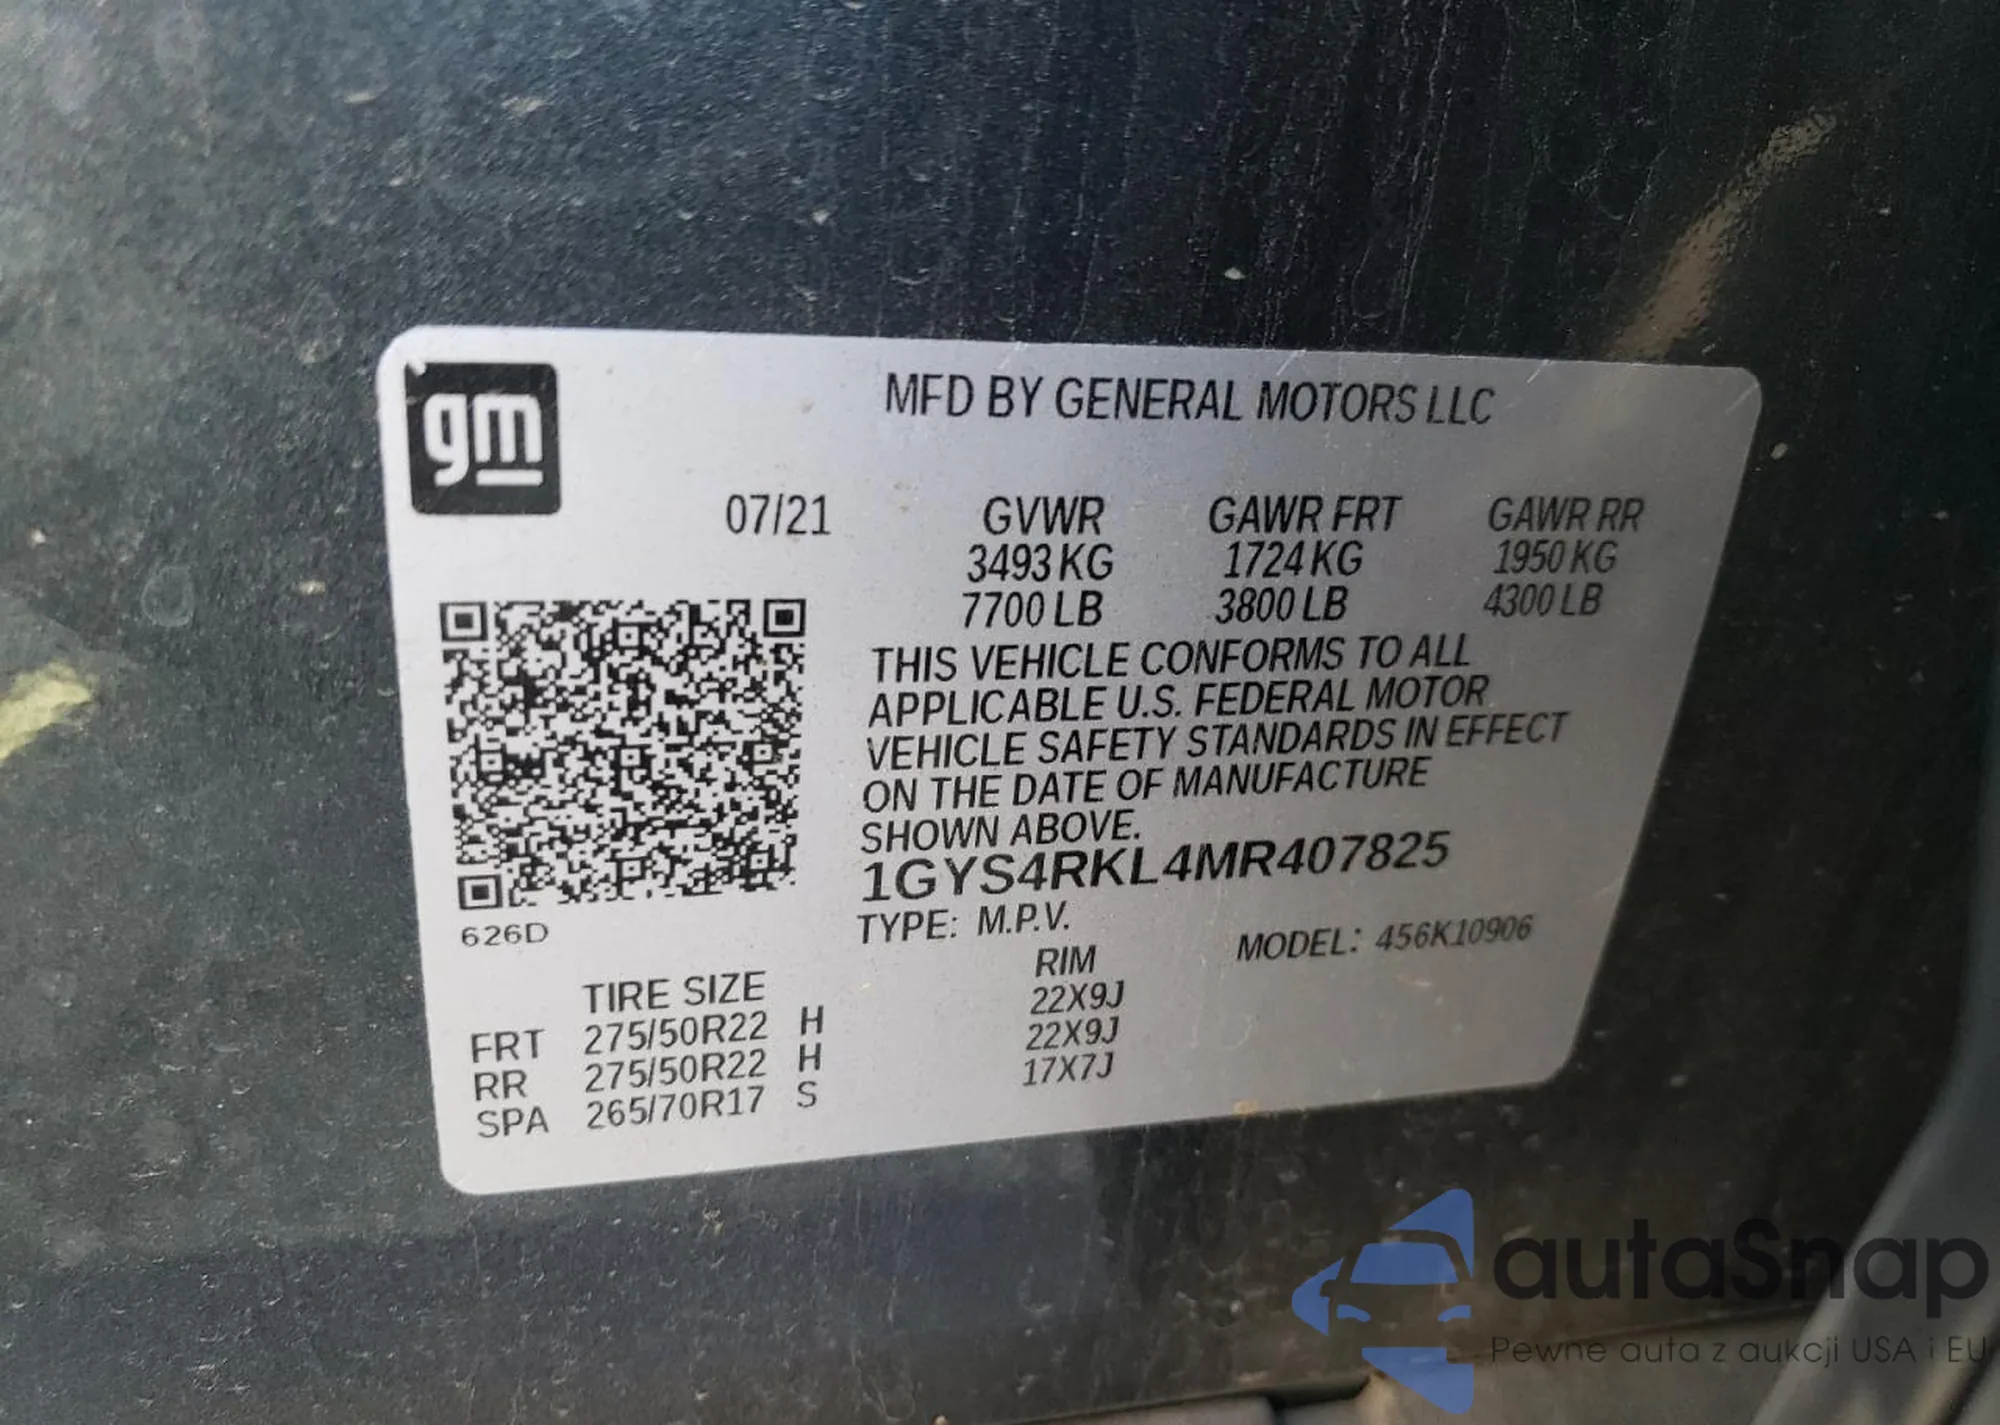 gm
MFD BY GENERAL MOTORS LLC
07/21 GVWR GAWR FRT GAWR RR
3493 KG 1724 KG 1950 KG
7700 LB 3800 LB 4300 LB
THIS VEHICLE CONFORMS TO ALL
APPLICABLE U.S. FEDERAL MOTOR
VEHICLE SAFETY STANDARDS IN EFFECT
ON THE DATE OF MANUFACTURE
SHOWN ABOVE.
1GYS4RKL4MR407825
626D
TYPE: M.P.V. MODEL: 456K10906
TIRE SIZE RIM
FRT 275/50R22 H 22X9J
RR 275/50R22 H 22X9J
SPA 265/70R17 S 17X7J
autaSnap
Pewne auta z aukcji USA i EU